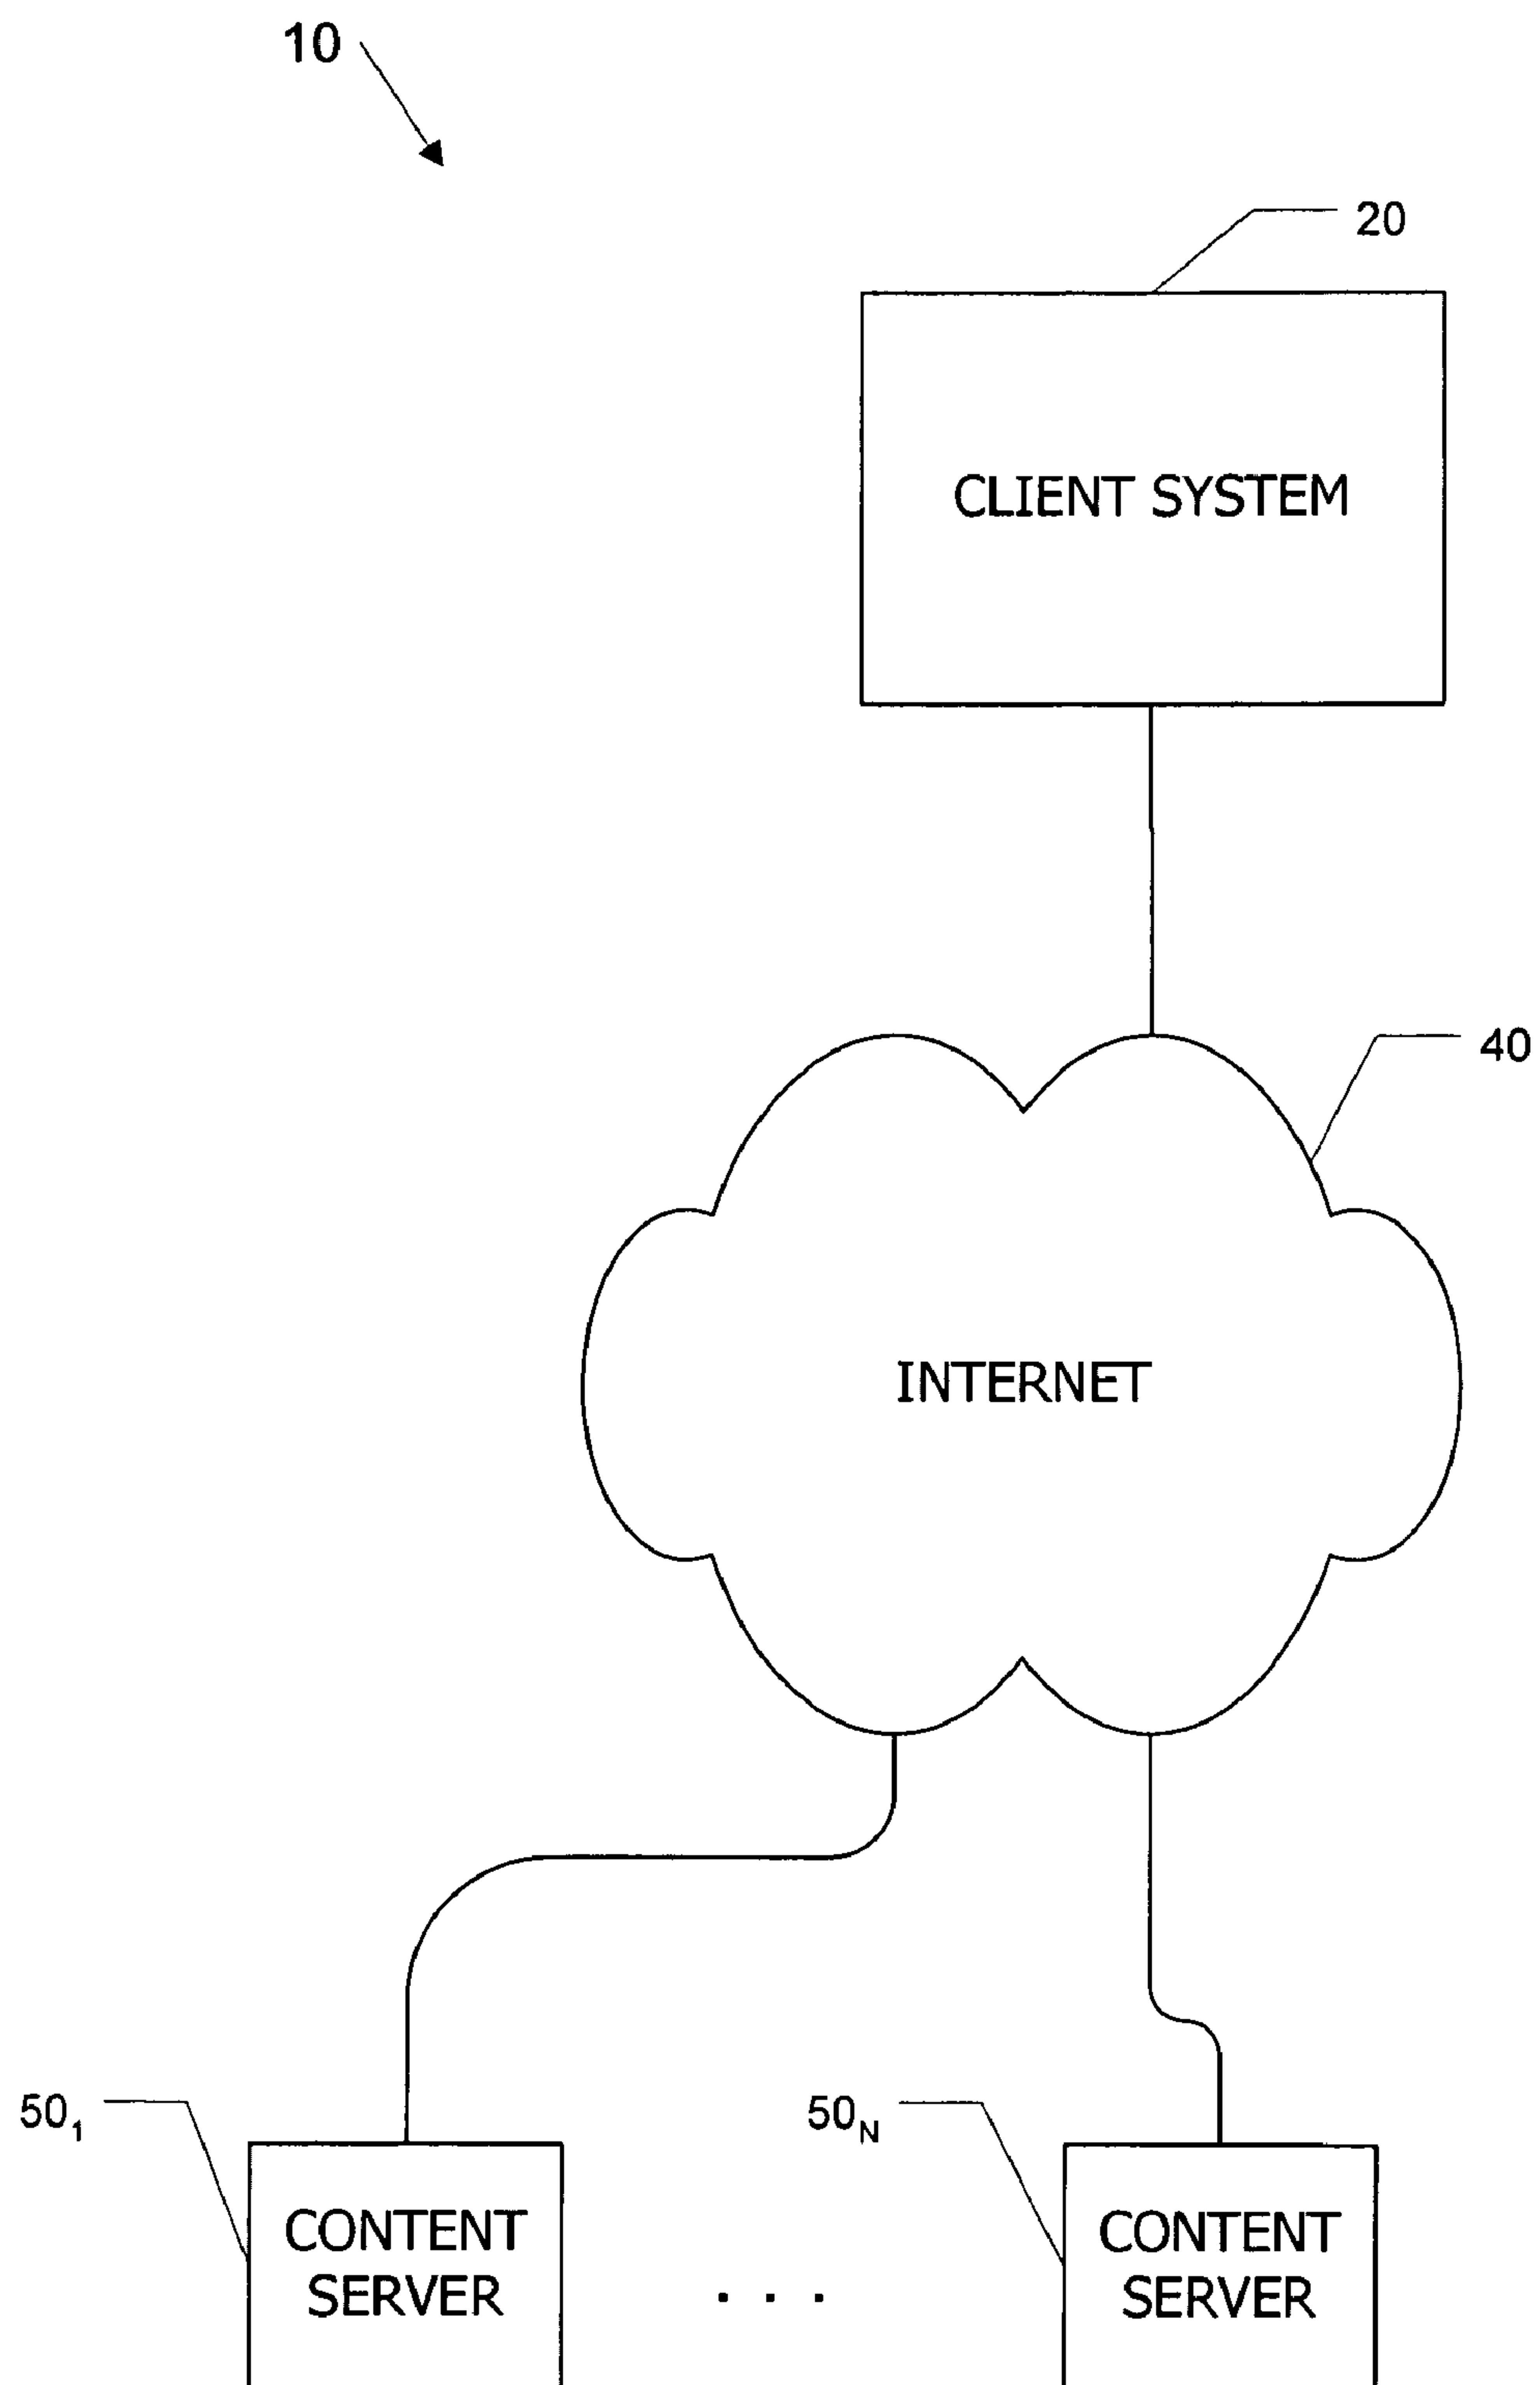 10
20
CLIENT SYSTEM
40
INTERNET
50₁
50N
CONTENT
SERVER
. . .
CONTENT
SERVER